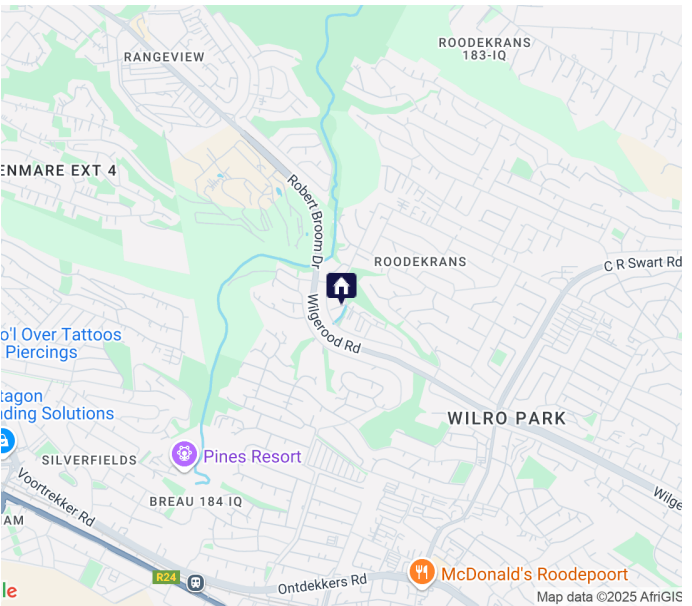 ROODEKRANS
183-IQ
RANGEVIEW
ENMARE EXT 4
Robert Broom Dr
ROODEKRANS
C R Swart Rd
Wilgerood Rd
o'l Over Tattoos
Piercings
tagon
ding Solutions
WILRO PARK
SILVERFIELDS
Pines Resort
Voortrekker Rd
BREAU 184 IQ
Wilge
AM
R24
Ontdekkers Rd
McDonald's Roodepoort
le
Map data ©2025 AfriGIS